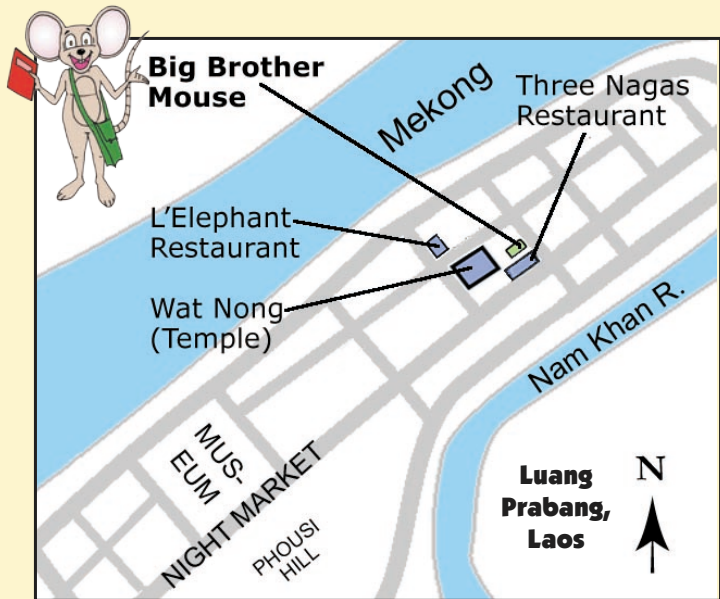 Big Brother
Mouse
Mekong
Three Nagas
Restaurant
L'Elephant
Restaurant
Wat Nong
(Temple)
Nam Khan R.
MUS-
EUM
NIGHT MARKET
PHOUSI
HILL
Luang
Prabang,
Laos
N